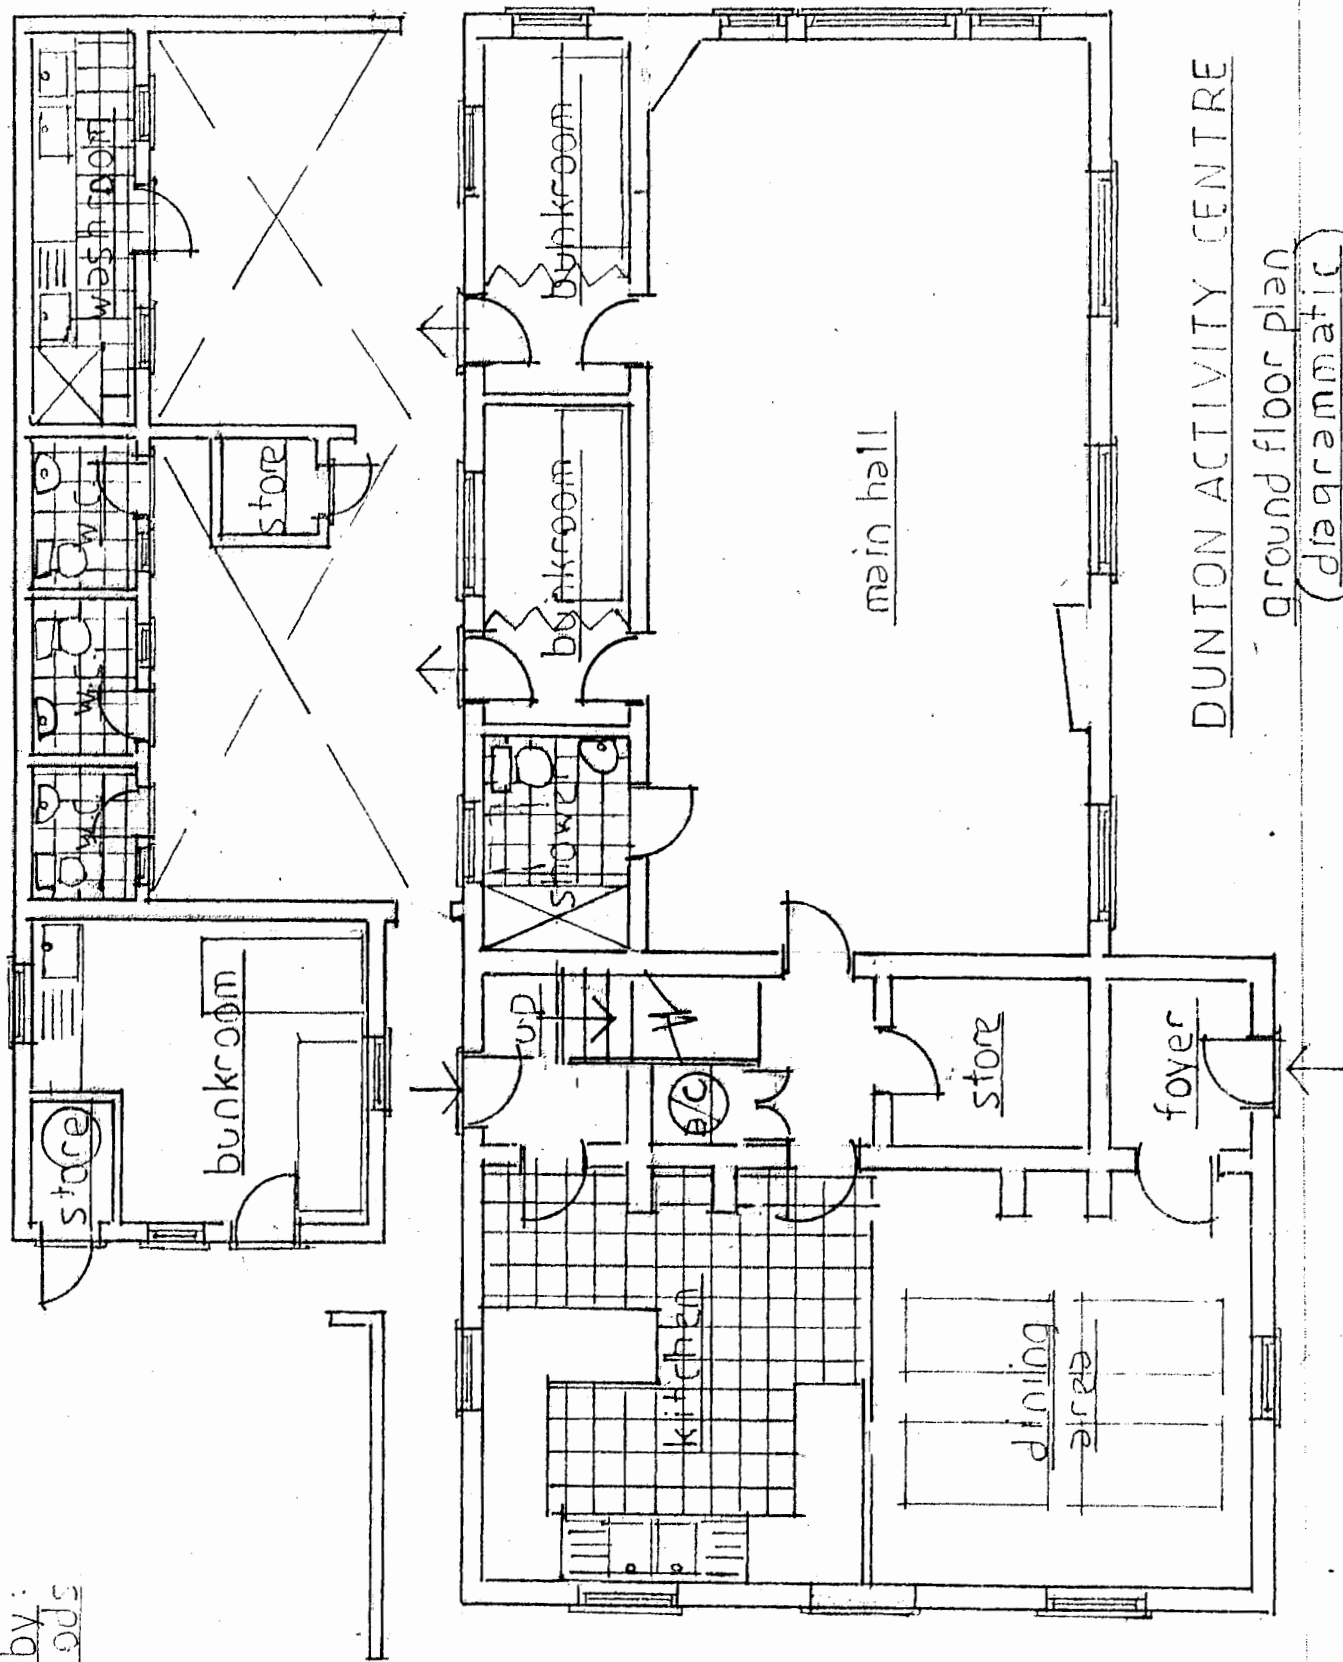 by:
ods
store
bunkroom
w.c.
w.c.
w.c.
washroom
store
up
shower
bunkroom
bunkroom
kitchen
a/c
main hall
dining
area
store
foyer
DUNTON ACTIVITY CENTRE
ground floor plan
(diagrammatic)